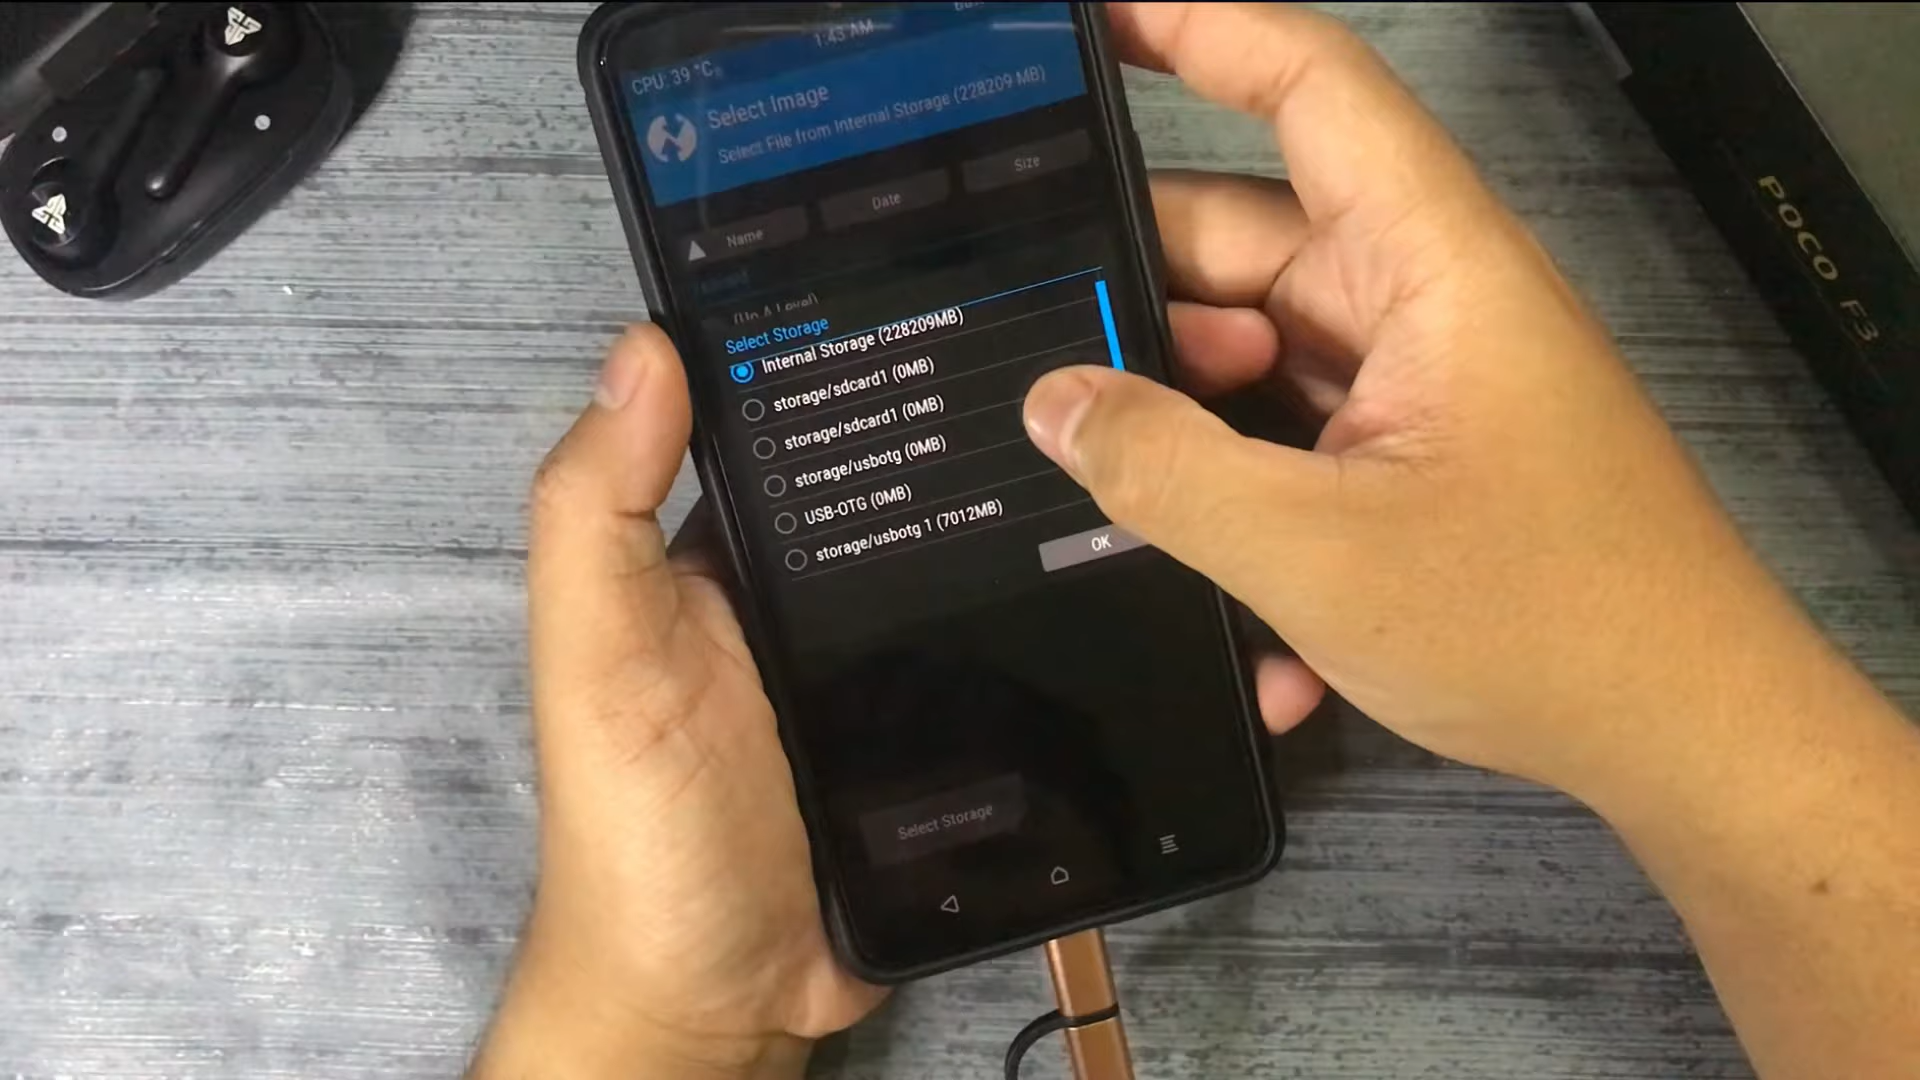 1:43 AM
CPU: 39 °C
Select Image
Select File from Internal Storage (228209 MB)
Name
Date
Size
(Up A Level)
Select Storage
Internal Storage (228209MB)
storage/sdcard1 (0MB)
storage/sdcard1 (0MB)
storage/usbotg (0MB)
USB-OTG (0MB)
storage/usbotg 1 (7012MB)
OK
Select Storage
POCO F3